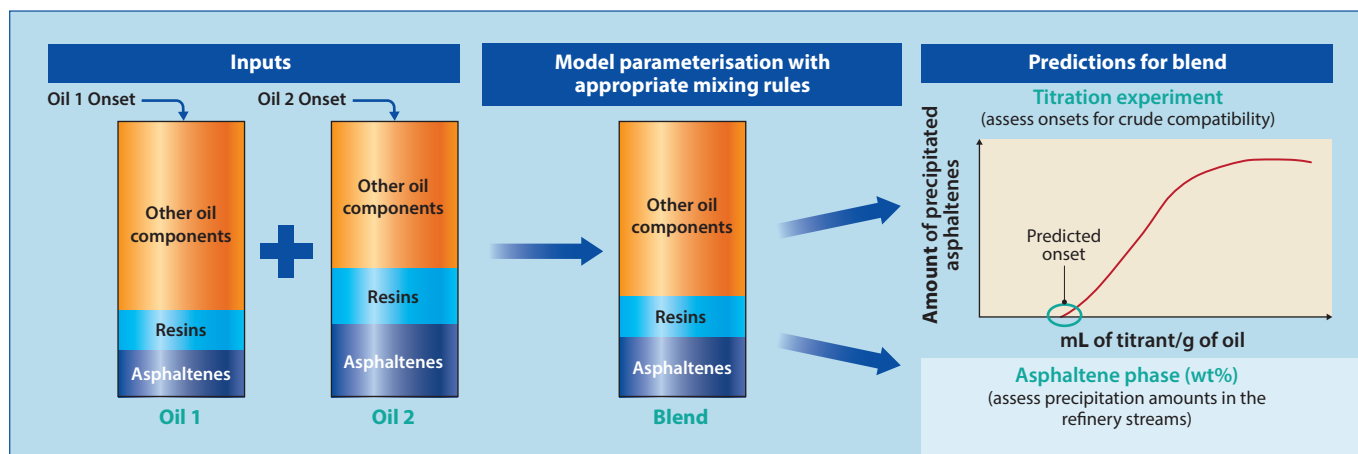 Inputs
Oil 1 Onset
Oil 2 Onset
Other oil
components
Resins
Asphaltenes
Oil 1
Other oil
components
Resins
Asphaltenes
Oil 2
Model parameterisation with
appropriate mixing rules
Other oil
components
Resins
Asphaltenes
Blend
Predictions for blend
Titration experiment
(assess onsets for crude compatibility)
Amount of precipitated
asphaltenes
Predicted
onset
mL of titrant/g of oil
Asphaltene phase (wt%)
(assess precipitation amounts in the
refinery streams)